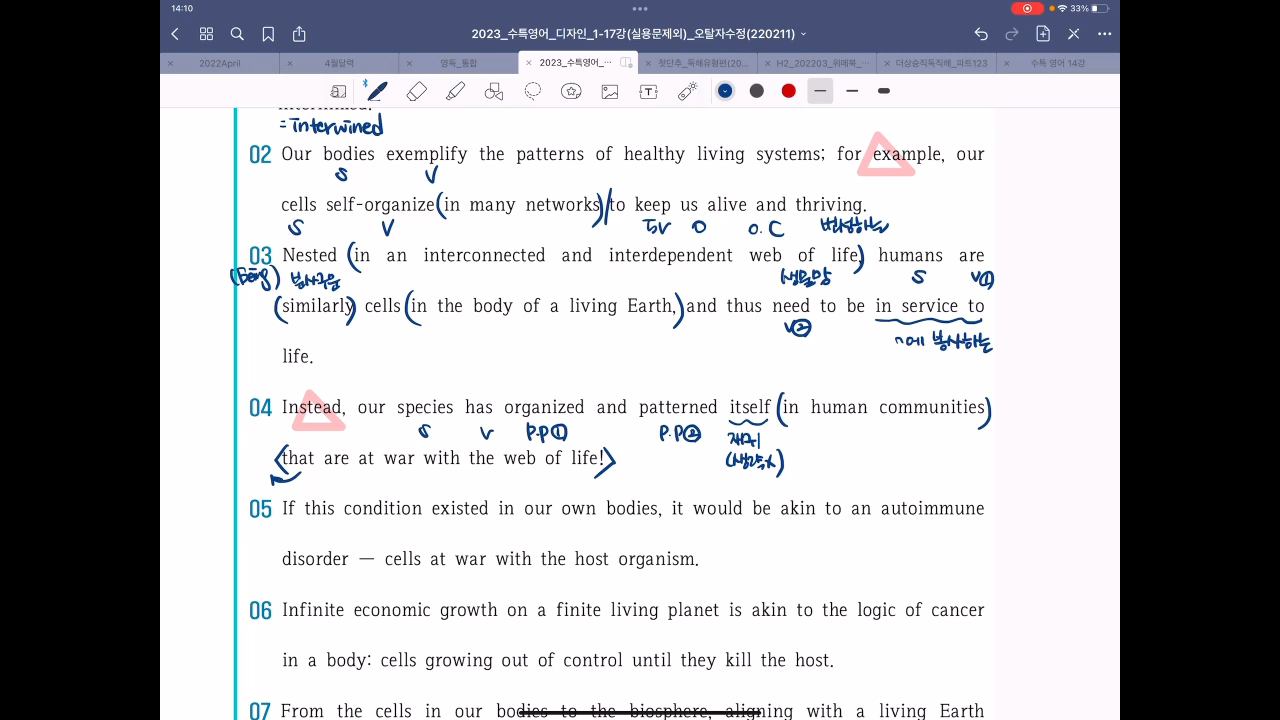 14:10
33%
2023_수특영어_디자인_1-17강(실용문제외)_오탈자수정(220211)
2022April
4월달력
영독_통합
2023_수특영어_...
첫단추_독해유형편(20...
H2_202203_위메북_...
더상승직독직해_파트123
수특 영어 14강
= Interwined
02 Our bodies exemplify the patterns of healthy living systems; for example, our
S V
cells self-organize (in many networks) / to keep us alive and thriving.
S V O O.C 번성하는
03 Nested (in an interconnected and interdependent web of life,) humans are
(Being) 생물망 S V①
(similarly) cells (in the body of a living Earth,) and thus need to be in service to
V② ~에 봉사하는
life.
04 Instead, our species has organized and patterned itself (in human communities)
S V P.P① P.P② 재귀
<that are at war with the web of life!>
(생략x)
05 If this condition existed in our own bodies, it would be akin to an autoimmune
disorder — cells at war with the host organism.
06 Infinite economic growth on a finite living planet is akin to the logic of cancer
in a body: cells growing out of control until they kill the host.
07 From the cells in our bodies to the biosphere, aligning with a living Earth